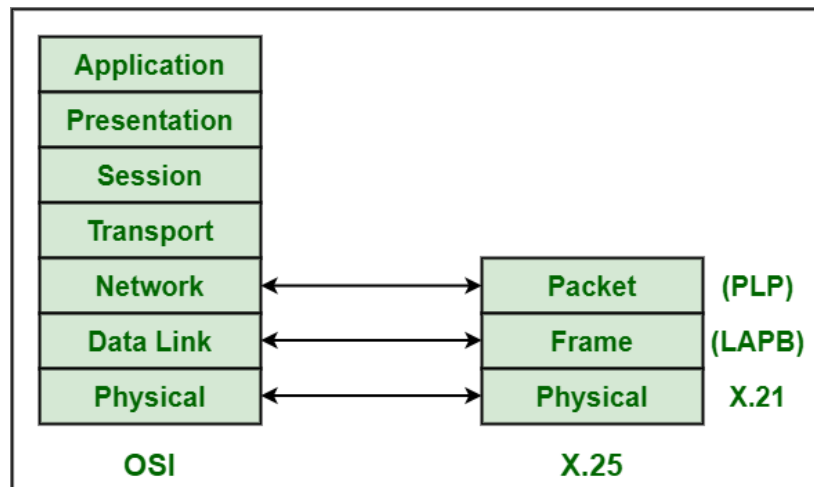 Application
Presentation
Session
Transport
Network
Data Link
Physical
OSI
Packet (PLP)
Frame (LAPB)
Physical X.21
X.25